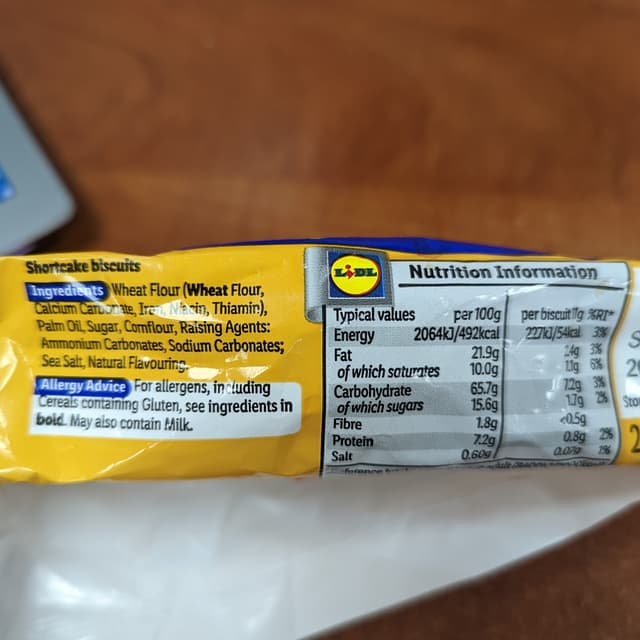 Shortcake biscuits
Ingredients Wheat Flour (Wheat Flour,
Calcium Carbonate, Iron, Niacin, Thiamin),
Palm Oil, Sugar, Cornflour, Raising Agents:
Ammonium Carbonates, Sodium Carbonates;
Sea Salt, Natural Flavouring.
Allergy Advice For allergens, including
Cereals containing Gluten, see ingredients in
bold. May also contain Milk.
LIDL
Nutrition Information
Typical values per 100g per biscuit 11g %RI*
Energy 2064kJ/492kcal 227kJ/54kcal 3%
Fat 21.9g 2.4g 3%
of which saturates 10.0g 1.1g 6%
Carbohydrate 65.7g 7.2g 3%
of which sugars 15.6g 1.7g 2%
Fibre 1.8g <0.5g
Protein 7.2g 0.8g 2%
Salt 0.60g 0.07g 1%